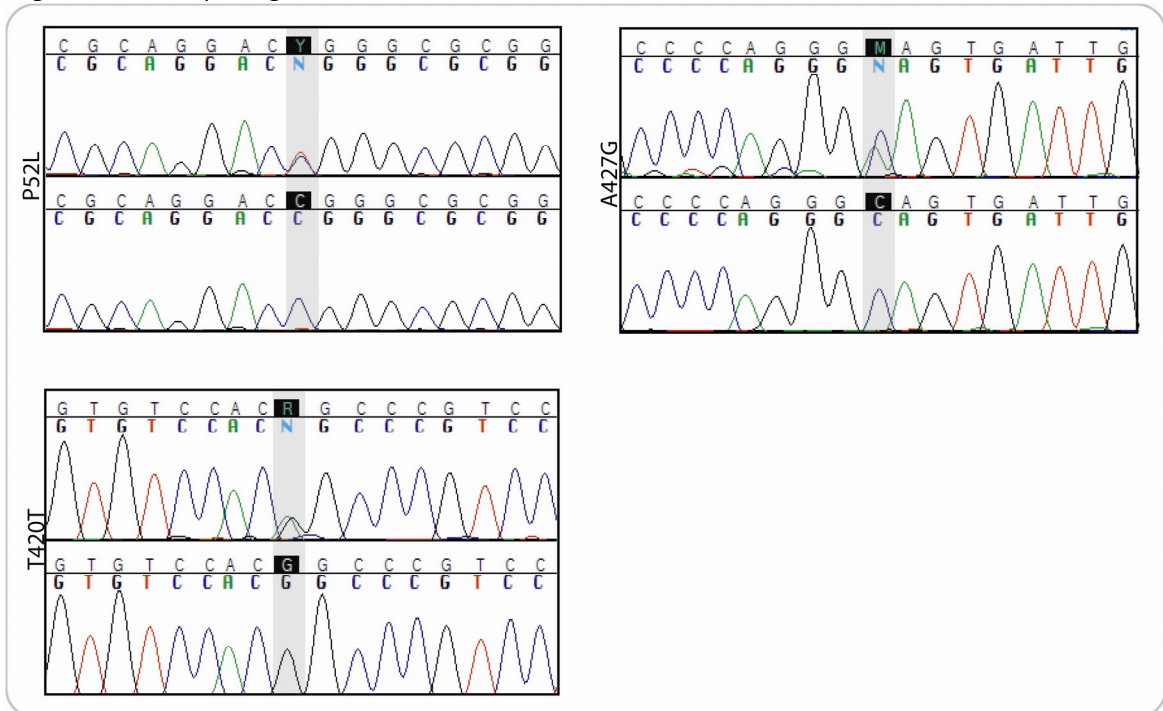 P52L
C G C A G G A C Y G G G C G C G G
C G C A G G A C N G G G C G C G G
C G C A G G A C C G G G C G C G G
C G C A G G A C C G G G C G C G G
A427G
C C C C A G G G M A G T G A T T G
C C C C A G G G N A G T G A T T G
C C C C A G G G C A G T G A T T G
C C C C A G G G C A G T G A T T G
T420T
G T G T C C A C R G C C C G T C C
G T G T C C A C N G C C C G T C C
G T G T C C A C G G C C C G T C C
G T G T C C A C G G C C C G T C C